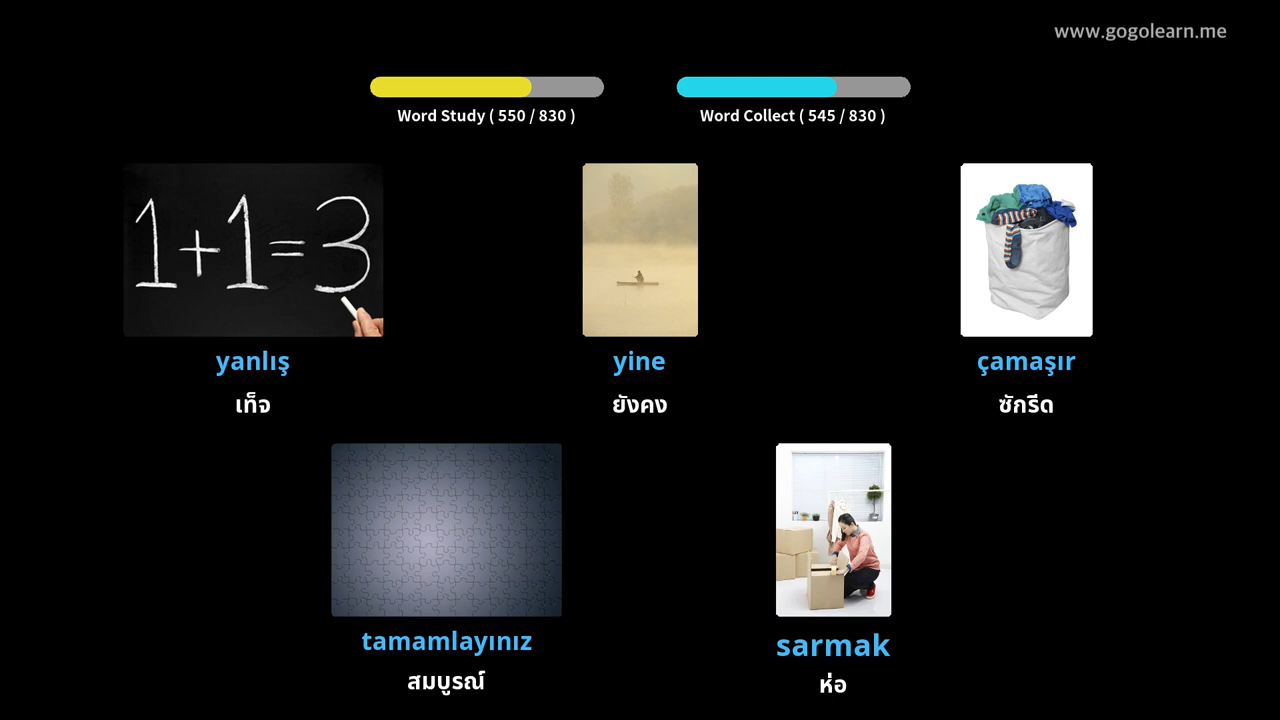 www.gogolearn.me
Word Study ( 550 / 830 )
Word Collect ( 545 / 830 )
1+1=3
yanlış
เท็จ
yine
ยังคง
çamaşır
ซักรีด
tamamlayınız
สมบูรณ์
sarmak
ห่อ